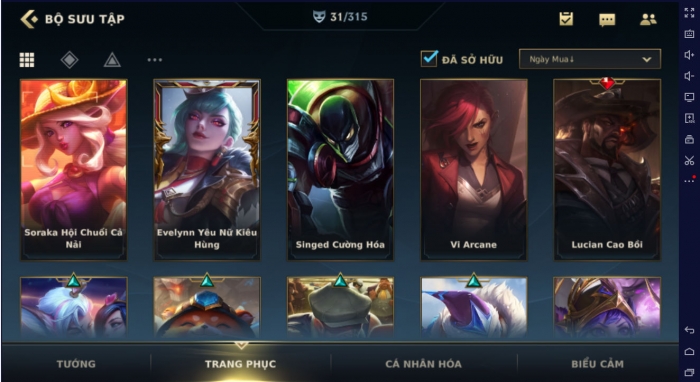 BỘ SƯU TẬP
31/315
ĐÃ SỞ HỮU
Ngày Mua↓
Soraka Hội Chuối Cả
Nải
Evelynn Yêu Nữ Kiêu
Hùng
Singed Cường Hóa
Vi Arcane
Lucian Cao Bồi
TƯỚNG
TRANG PHỤC
CÁ NHÂN HÓA
BIỂU CẢM